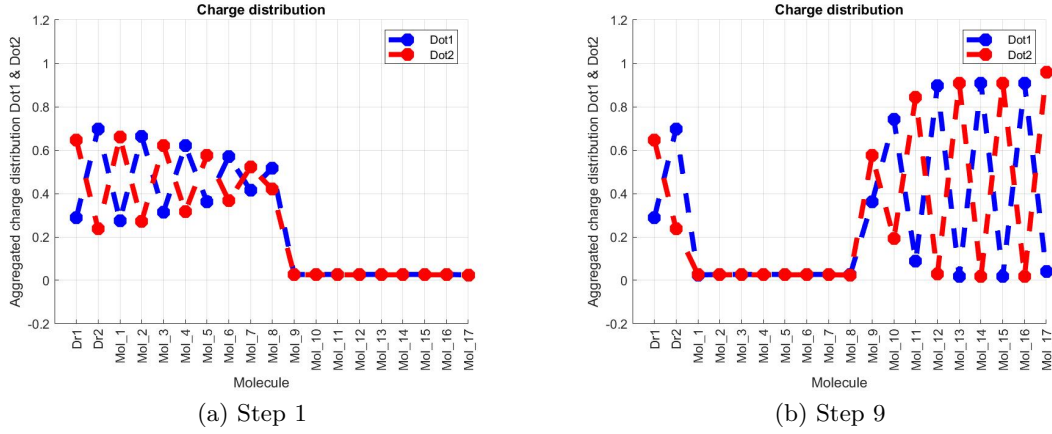 Charge distribution
Aggregated charge distribution Dot1 & Dot2
1.2
1
0.8
0.6
0.4
0.2
0
-0.2
Dot1
Dot2
Dr1
Dr2
Mol_1
Mol_2
Mol_3
Mol_4
Mol_5
Mol_6
Mol_7
Mol_8
Mol_9
Mol_10
Mol_11
Mol_12
Mol_13
Mol_14
Mol_15
Mol_16
Mol_17
Molecule
(a) Step 1
Charge distribution
Aggregated charge distribution Dot1 & Dot2
1.2
1
0.8
0.6
0.4
0.2
0
-0.2
Dot1
Dot2
Dr1
Dr2
Mol_1
Mol_2
Mol_3
Mol_4
Mol_5
Mol_6
Mol_7
Mol_8
Mol_9
Mol_10
Mol_11
Mol_12
Mol_13
Mol_14
Mol_15
Mol_16
Mol_17
Molecule
(b) Step 9